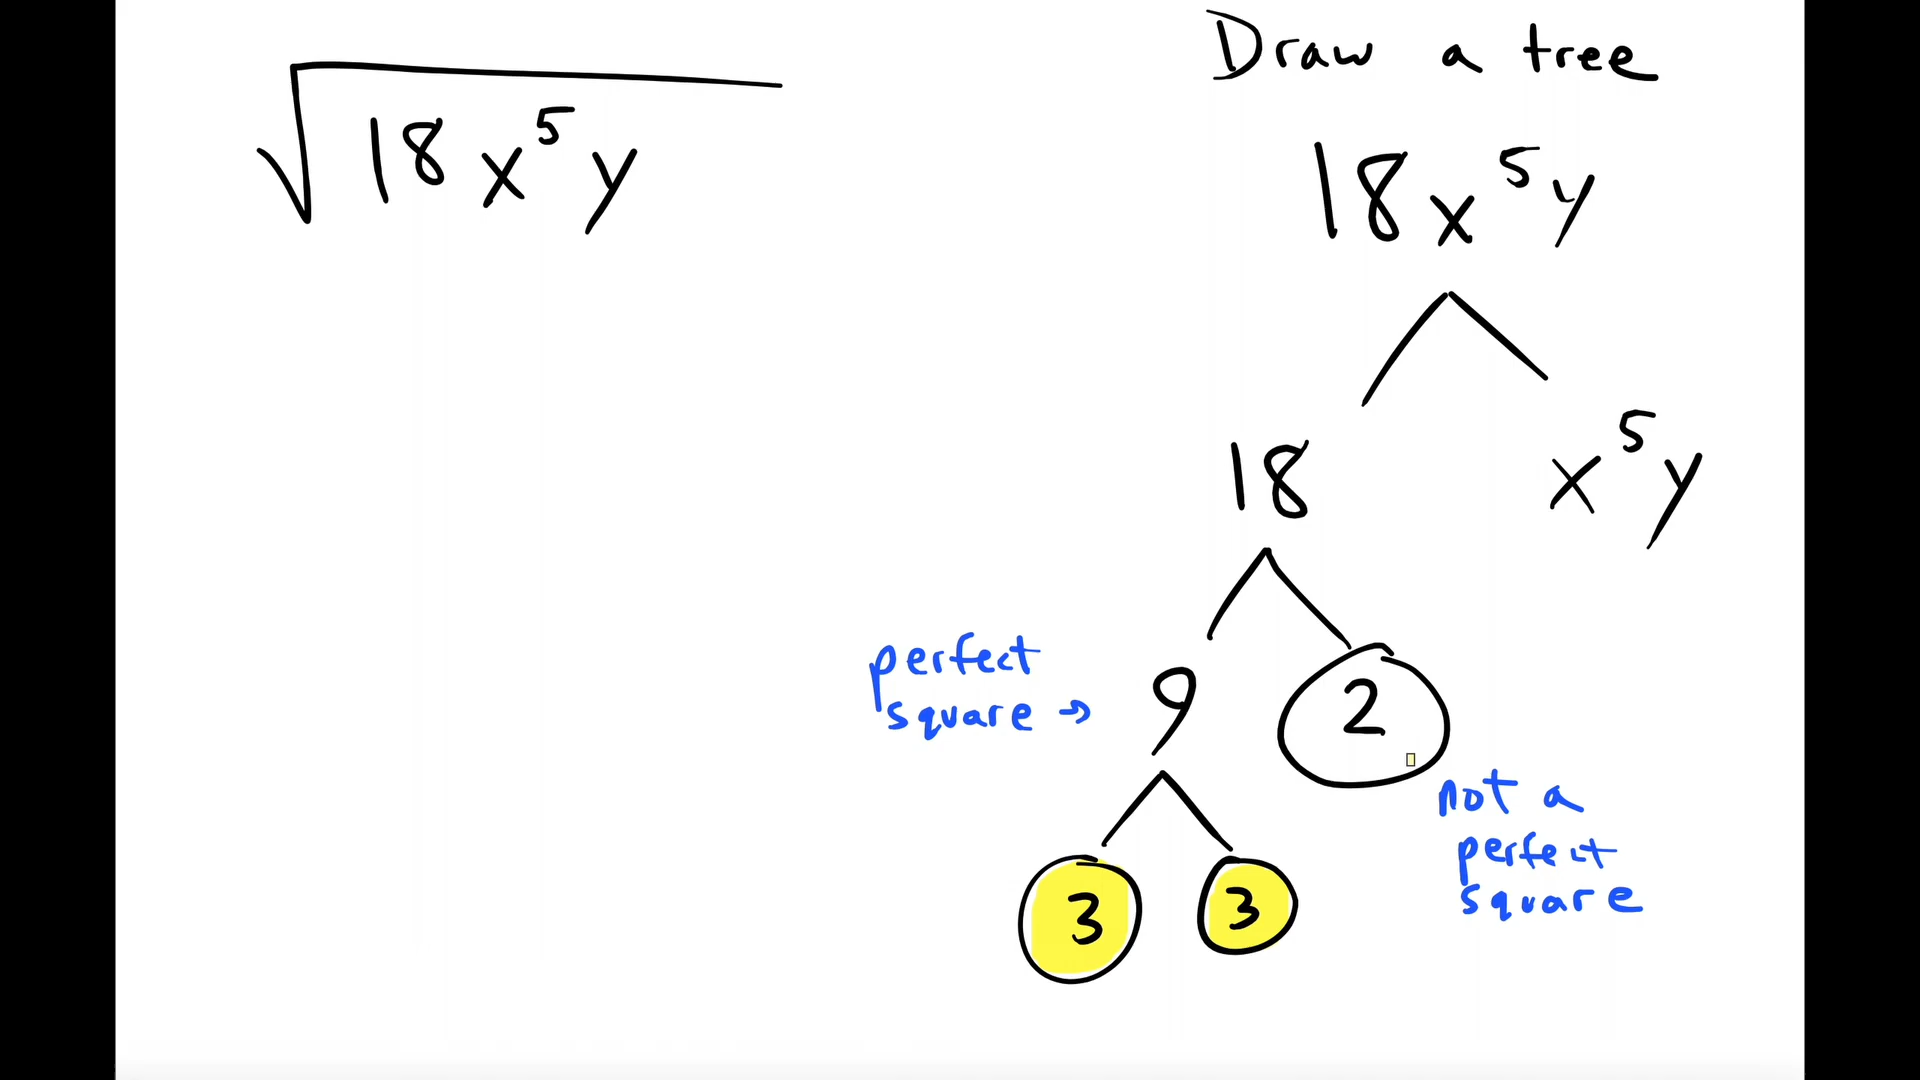 √18x⁵y
Draw a tree
18x⁵y
18 x⁵y
perfect
square → 9 2
not a
perfect
square
3 3